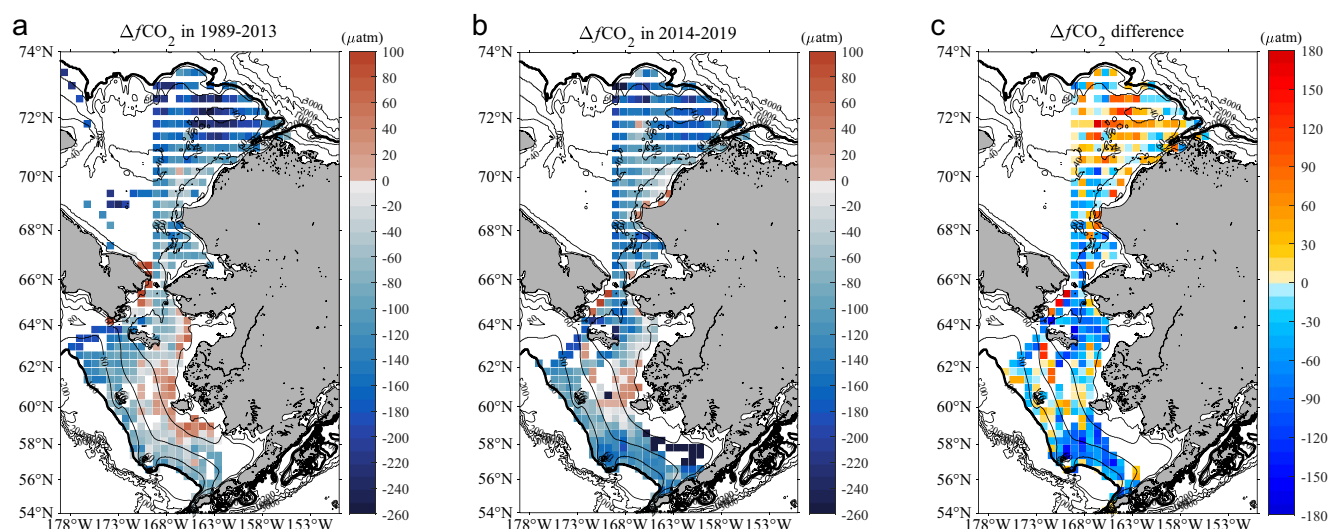 a
ΔfCO2 in 1989-2013
(μatm)
74°N
72°N
70°N
68°N
66°N
64°N
62°N
60°N
58°N
56°N
54°N
178°W 173°W 168°W 163°W 158°W 153°W
100
80
60
40
20
0
-20
-40
-60
-80
-100
-120
-140
-160
-180
-200
-220
-240
-260
b
ΔfCO2 in 2014-2019
(μatm)
74°N
72°N
70°N
68°N
66°N
64°N
62°N
60°N
58°N
56°N
54°N
178°W 173°W 168°W 163°W 158°W 153°W
100
80
60
40
20
0
-20
-40
-60
-80
-100
-120
-140
-160
-180
-200
-220
-240
-260
c
ΔfCO2 difference
(μatm)
74°N
72°N
70°N
68°N
66°N
64°N
62°N
60°N
58°N
56°N
54°N
178°W 173°W 168°W 163°W 158°W 153°W
180
150
120
90
60
30
0
-30
-60
-90
-120
-150
-180